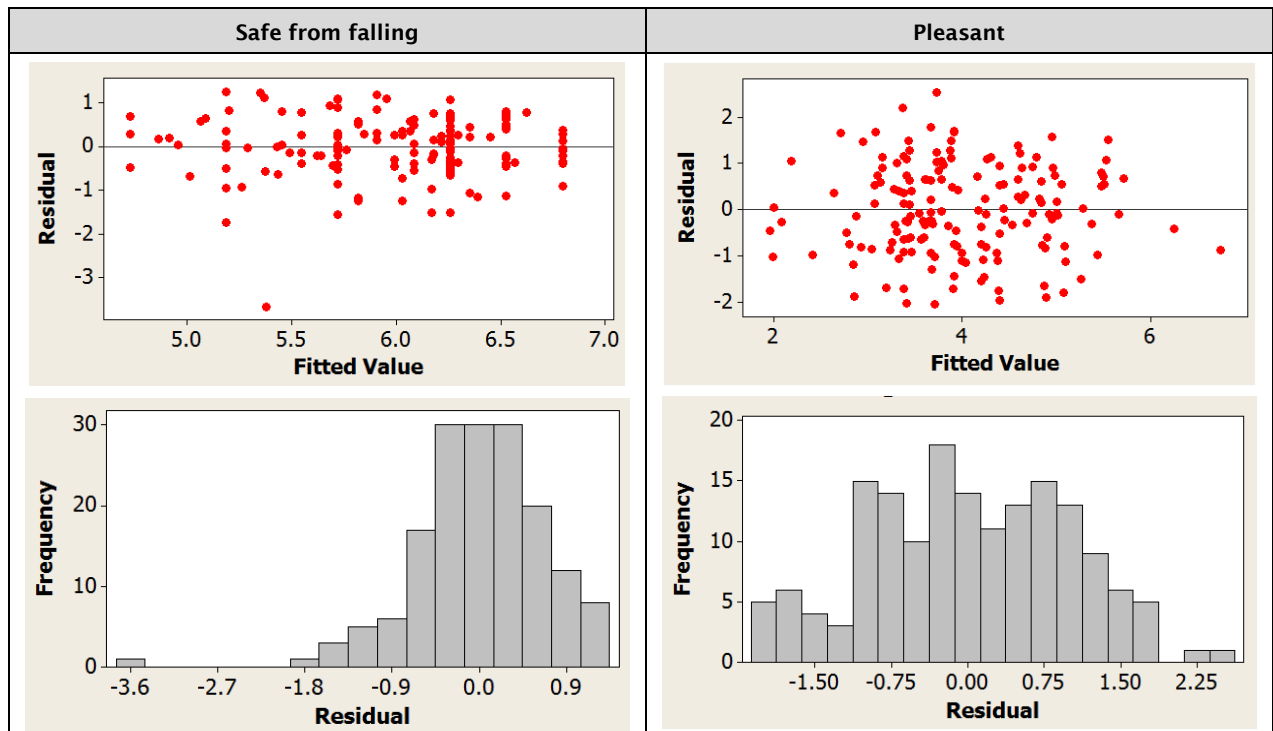 Safe from falling
Pleasant
1
0
-1
-2
-3
Residual
5.0 5.5 6.0 6.5 7.0
Fitted Value
2
1
0
-1
-2
Residual
2 4 6
Fitted Value
30
20
10
0
Frequency
-3.6 -2.7 -1.8 -0.9 0.0 0.9
Residual
20
15
10
5
0
Frequency
-1.50 -0.75 0.00 0.75 1.50 2.25
Residual